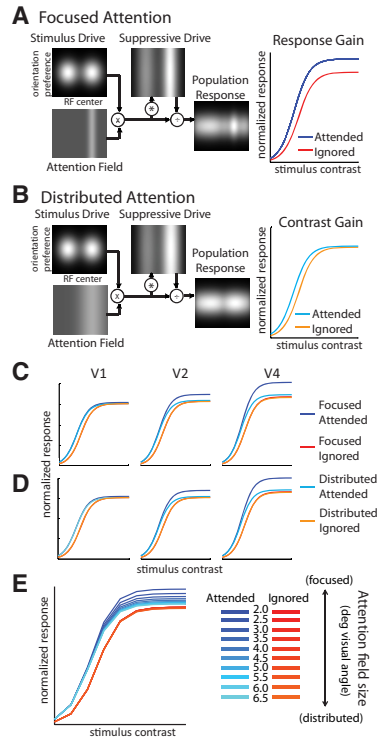 A Focused Attention
Stimulus Drive Suppressive Drive
orientation
preference
RF center
Population
Response
x
*
÷
Attention Field
Response Gain
normalized response
Attended
Ignored
stimulus contrast
B Distributed Attention
Stimulus Drive Suppressive Drive
orientation
preference
RF center
Population
Response
x
*
÷
Attention Field
Contrast Gain
normalized response
Attended
Ignored
stimulus contrast
C V1 V2 V4
Focused
Attended
Focused
Ignored
D
Distributed
Attended
Distributed
Ignored
normalized response
stimulus contrast
E
normalized response
stimulus contrast
Attended Ignored
2.0
2.5
3.0
3.5
4.0
4.5
5.0
5.5
6.0
6.5
(focused)
(distributed)
Attention field size
(deg visual angle)